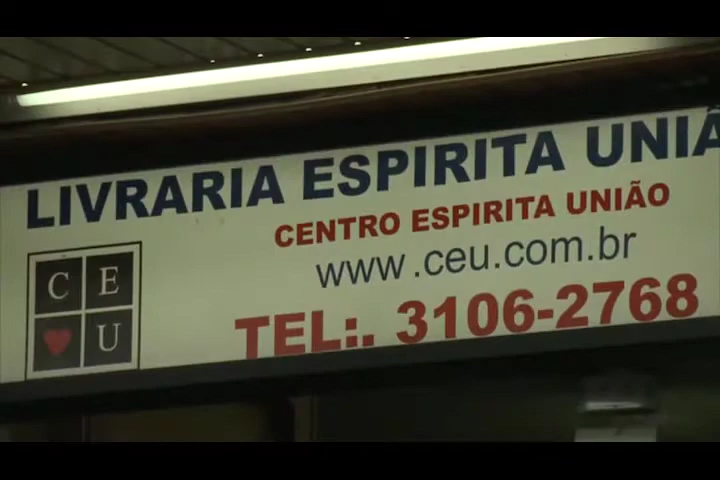 LIVRARIA ESPIRITA UNIÃ
CENTRO ESPIRITA UNIÃO
www.ceu.com.br
TEL:. 3106-2768
C E
U